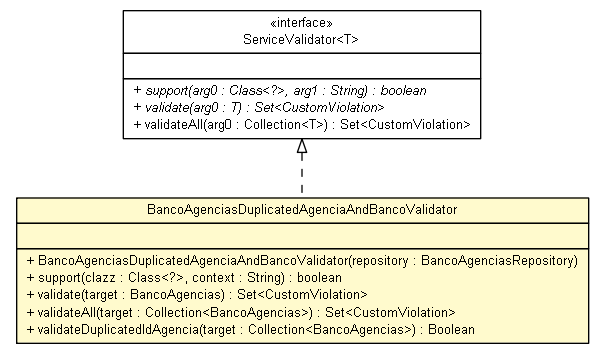 «interface»
ServiceValidator<T>
+ support(arg0 : Class<?>, arg1 : String) : boolean
+ validate(arg0 : T) : Set<CustomViolation>
+ validateAll(arg0 : Collection<T>) : Set<CustomViolation>
BancoAgenciasDuplicatedAgenciaAndBancoValidator
+ BancoAgenciasDuplicatedAgenciaAndBancoValidator(repository : BancoAgenciasRepository)
+ support(clazz : Class<?>, context : String) : boolean
+ validate(target : BancoAgencias) : Set<CustomViolation>
+ validateAll(target : Collection<BancoAgencias>) : Set<CustomViolation>
+ validateDuplicatedIdAgencia(target : Collection<BancoAgencias>) : Boolean